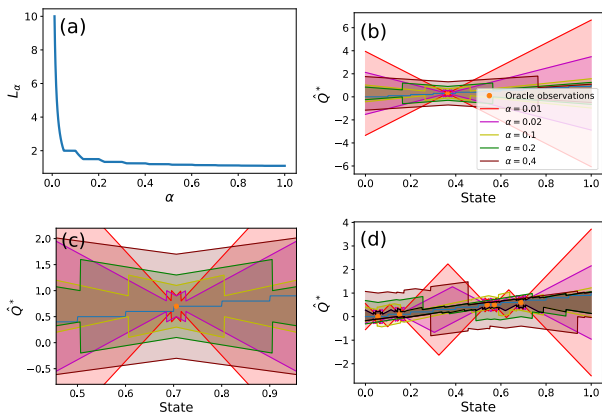 (a)
10
8
6
4
2
L_α
0.0 0.2 0.4 0.6 0.8 1.0
α
(b)
6
4
2
0
−2
−4
−6
Q̂*
0.0 0.2 0.4 0.6 0.8 1.0
State
Oracle observations
α = 0.01
α = 0.02
α = 0.1
α = 0.2
α = 0.4
(c)
2.0
1.5
1.0
0.5
0.0
−0.5
Q̂*
0.5 0.6 0.7 0.8 0.9
State
(d)
4
3
2
1
0
−1
−2
Q̂*
0.0 0.2 0.4 0.6 0.8 1.0
State